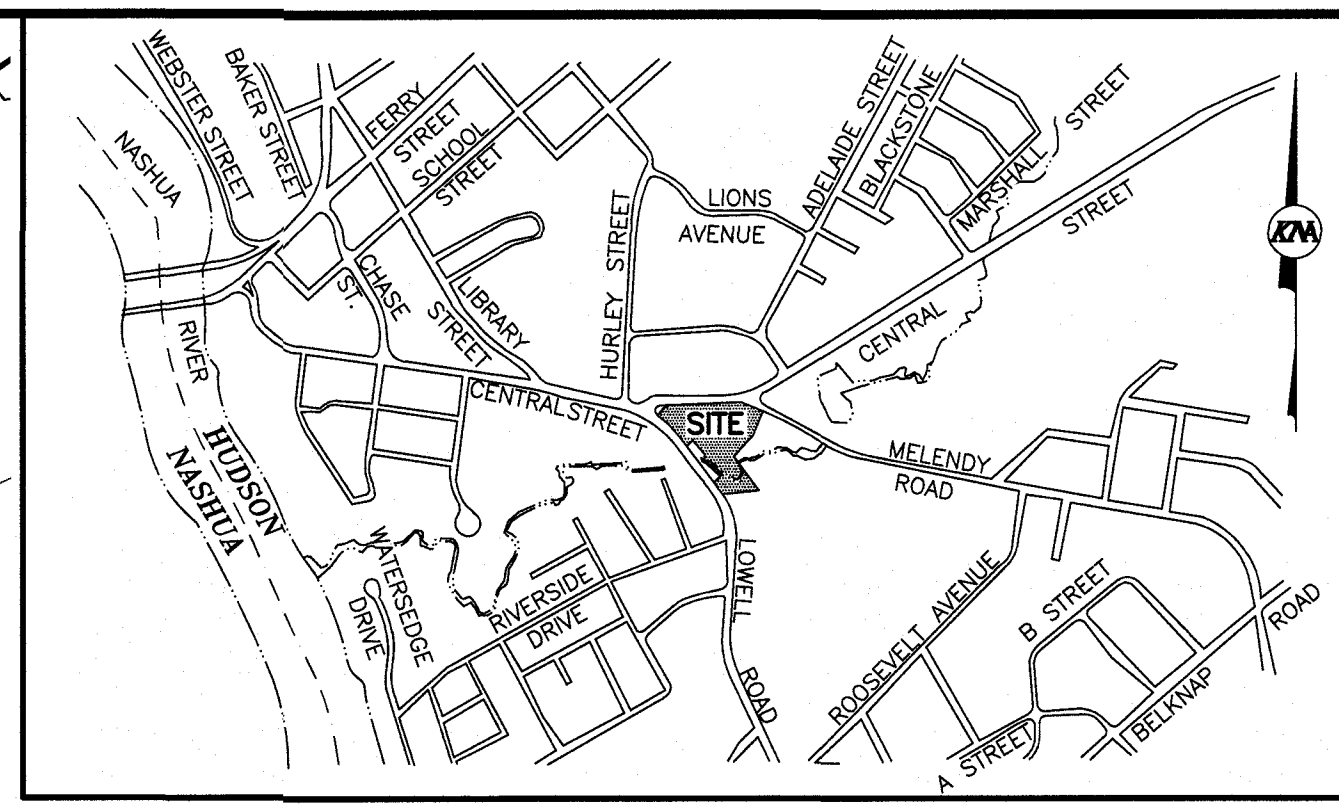 WEBSTER STREET
BAKER STREET
NASHUA
FERRY
STREET
SCHOOL
STREET
ADELAIDE STREET
BLACKSTONE
STREET
MARSHALL
STREET
LIONS
AVENUE
HURLEY STREET
KNA
CHASE
ST.
LIBRARY
STREET
CENTRAL
RIVER
CENTRAL STREET
SITE
HUDSON
NASHUA
MELENDY
ROAD
WATERSEDGE
DRIVE
RIVERSIDE
DRIVE
LOWELL
ROAD
ROOSEVELT AVENUE
B STREET
A STREET
BELKNAP
ROAD